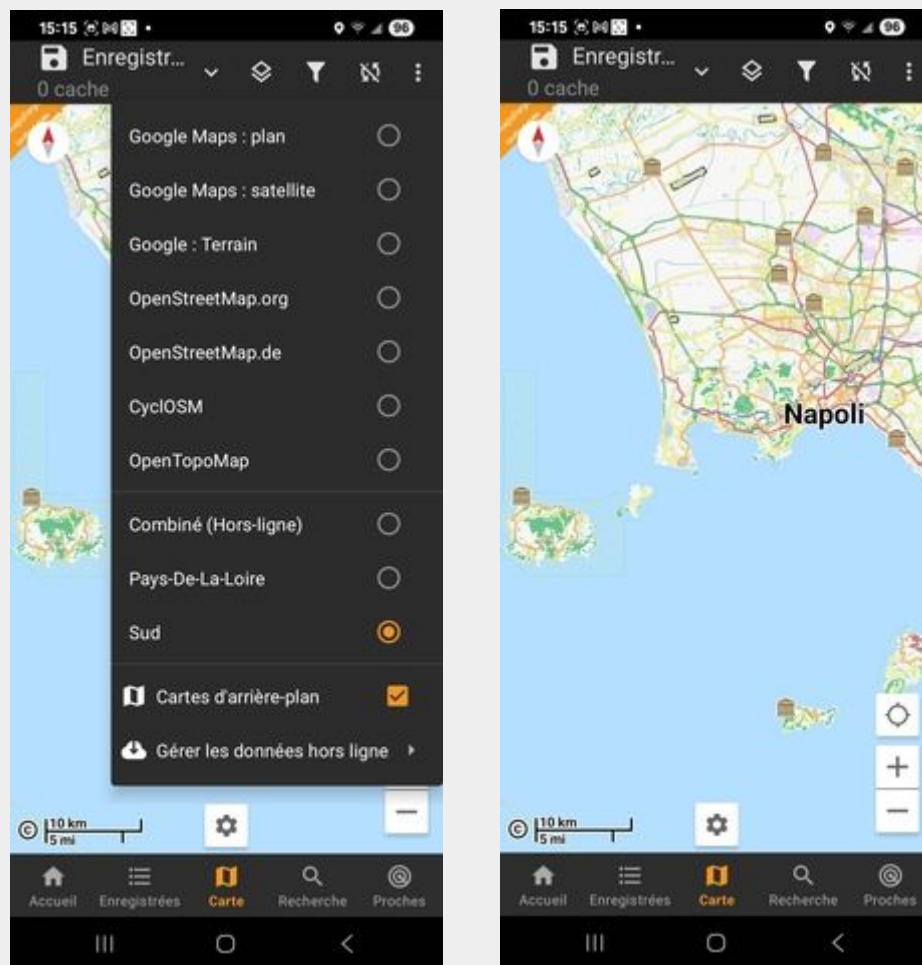 15:15
96
Enregistr...
0 cache
Google Maps : plan
Google Maps : satellite
Google : Terrain
OpenStreetMap.org
OpenStreetMap.de
CyclOSM
OpenTopoMap
Combiné (Hors-ligne)
Pays-De-La-Loire
Sud
Cartes d'arrière-plan
Gérer les données hors ligne
© 10 km
5 mi
Accueil Enregistrées Carte Recherche Proches
15:15
96
Enregistr...
0 cache
Napoli
© 10 km
5 mi
Accueil Enregistrées Carte Recherche Proches